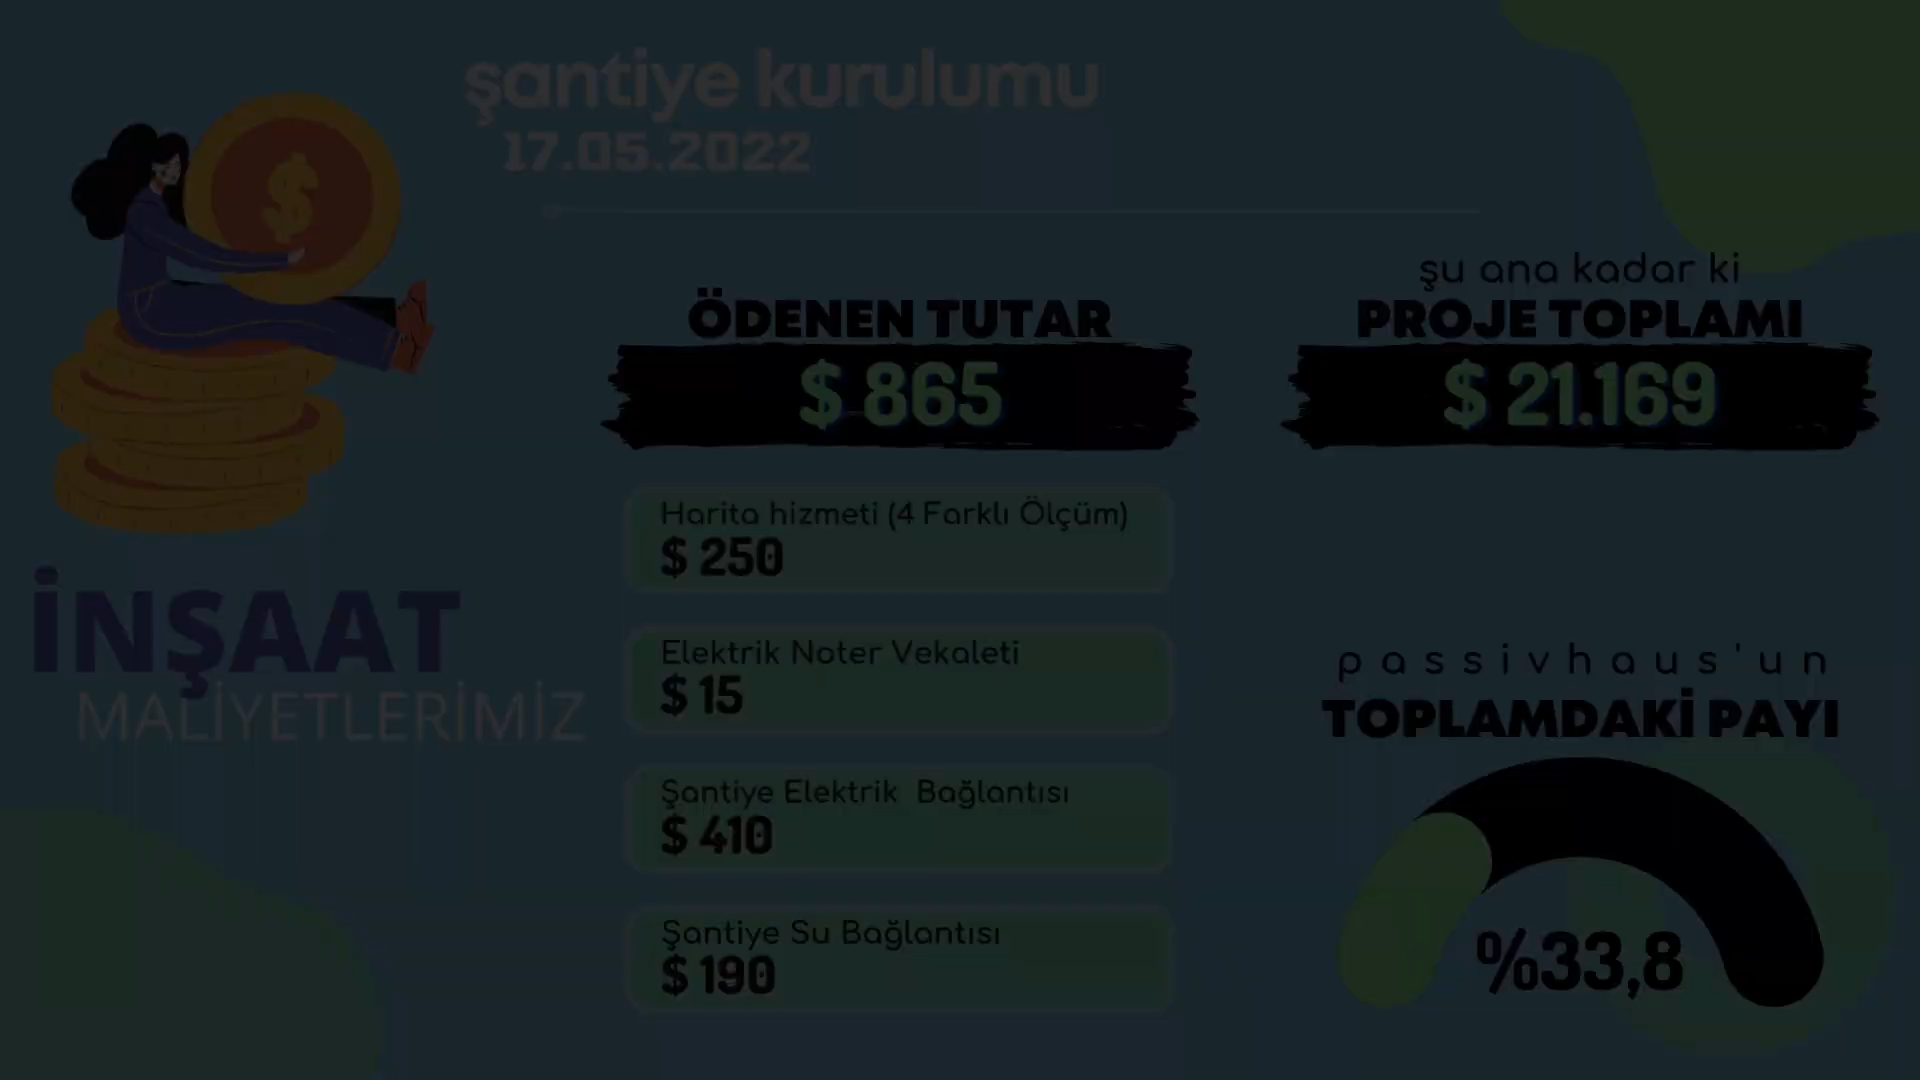 şantiye kurulumu
17.05.2022
İNŞAAT
MALİYETLERİMİZ
ÖDENEN TUTAR
$ 865
Harita hizmeti (4 Farklı Ölçüm)
$ 250
Elektrik Noter Vekaleti
$ 15
Şantiye Elektrik Bağlantısı
$ 410
Şantiye Su Bağlantısı
$ 190
şu ana kadar ki
PROJE TOPLAMI
$ 21.169
passivhaus'un
TOPLAMDAKİ PAYI
%33,8